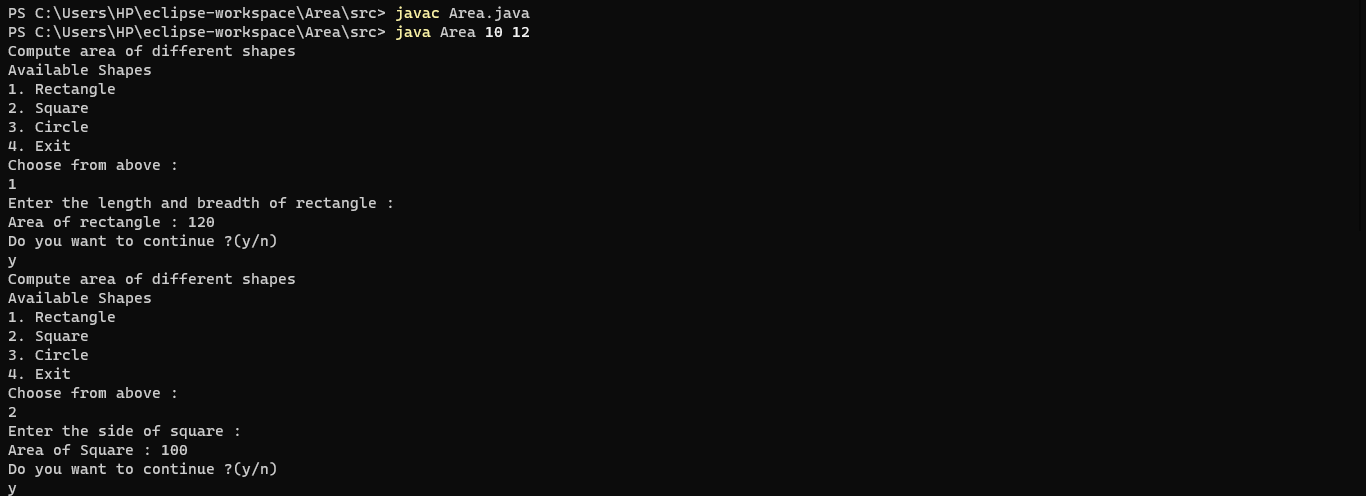 PS C:\Users\HP\eclipse-workspace\Area\src> javac Area.java
PS C:\Users\HP\eclipse-workspace\Area\src> java Area 10 12
Compute area of different shapes
Available Shapes
1. Rectangle
2. Square
3. Circle
4. Exit
Choose from above :
1
Enter the length and breadth of rectangle :
Area of rectangle : 120
Do you want to continue ?(y/n)
y
Compute area of different shapes
Available Shapes
1. Rectangle
2. Square
3. Circle
4. Exit
Choose from above :
2
Enter the side of square :
Area of Square : 100
Do you want to continue ?(y/n)
y